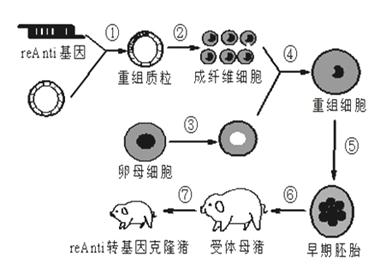 reAnti基因
①
重组质粒
②
成纤维细胞
④
重组细胞
卵母细胞
③
⑤
早期胚胎
⑥
受体母猪
⑦
reAnti转基因克隆猪